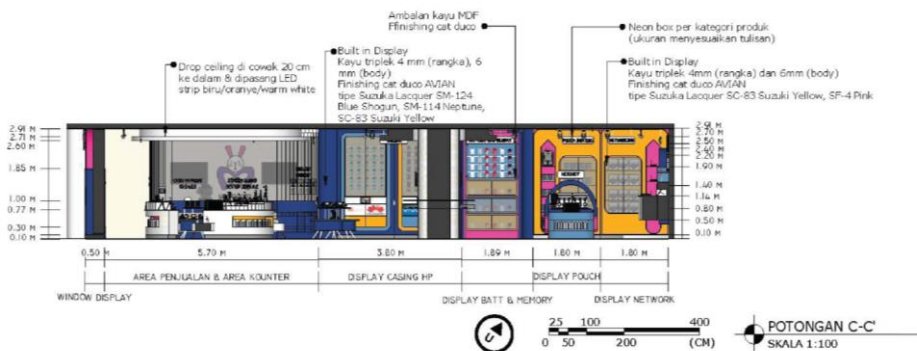 Ambalan kayu MDF
Ffinishing cat duco
Neon box per kategori produk
(ukuran menyesuaikan tulisan)
Drop ceiling di cowak 20 cm
ke dalam & dipasang LED
strip biru/oranye/warm white
Built in Display
Kayu triplek 4 mm (rangka), 6
mm (body)
Finishing cat duco AVIAN
tipe Suzuka Lacquer SM-124
Blue Shogun, SM-114 Neptune,
SC-83 Suzuki Yellow
Built in Display
Kayu triplek 4mm (rangka) dan 6mm (body)
Finishing cat duco AVIAN
tipe Suzuka Lacquer SC-83 Suzuki Yellow, SF-4 Pink
2.91 M
2.71 M
2.60 M
1.85 M
1.00 M
0.77 M
0.30 M
0.10 M
2.91 M
2.70 M
2.50 M
2.40 M
2.20 M
1.90 M
1.40 M
1.14 M
0.80 M
0.50 M
0.10 M
0.50 M
5.70 M
3.80 M
1.89 M
1.80 M
1.80 M
AREA PENJUALAN & AREA KOUNTER
DISPLAY CASING HP
DISPLAY POUCH
WINDOW DISPLAY
DISPLAY BATT & MEMORY
DISPLAY NETWORK
25 100 400
0 50 200 (CM)
U
POTONGAN C-C'
SKALA 1:100